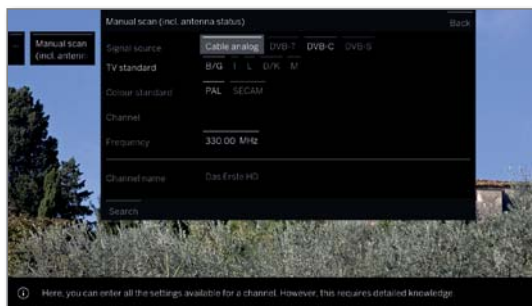 Manual scan (incl. antenna status) Back
... Manual scan
(incl. antenn
Signal source Cable analog DVB-T DVB-C DVB-S
TV standard B/G I L D/K M
Colour standard PAL SECAM
Channel
Frequency 330.00 MHz
Channel name Das Erste HD
Search
Here, you can enter all the settings available for a channel. However, this requires detailed knowledge.